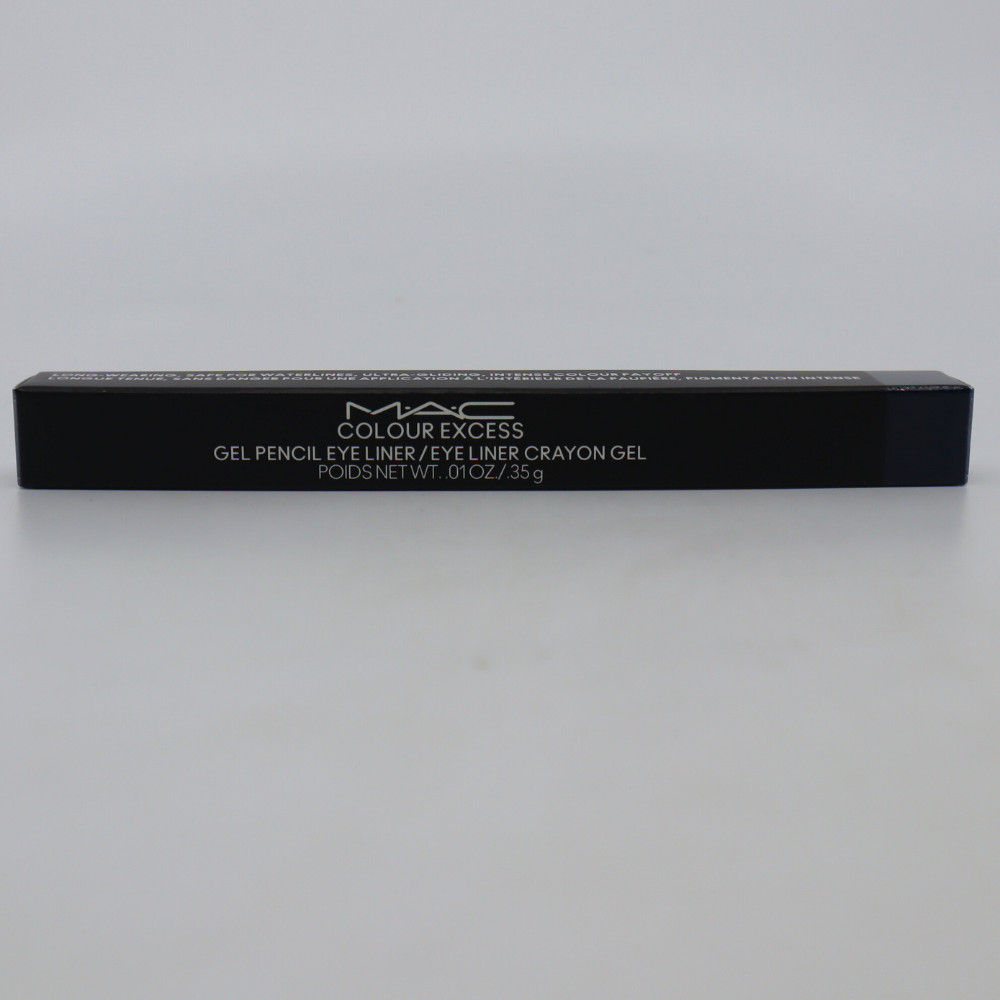 LONG-WEARING, SAFE FOR WATERLINES, ULTRA-GLIDING, INTENSE COLOUR PAYOFF
LONGUE TENUE, SANS DANGER POUR UNE APPLICATION À L'INTÉRIEUR DE LA PAUPIÈRE, PIGMENTATION INTENSE
M·A·C
COLOUR EXCESS
GEL PENCIL EYE LINER/EYE LINER CRAYON GEL
POIDS NET WT. .01 OZ./.35 g